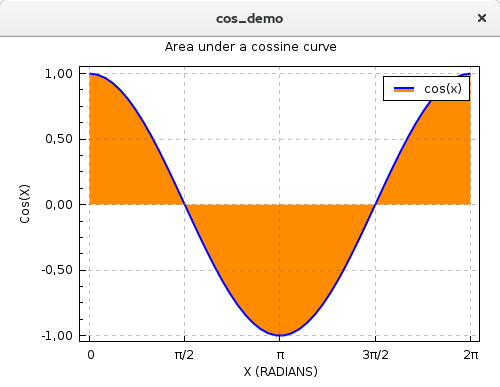 cos_demo
×
Area under a cossine curve
cos(x)
1,00
0,50
0,00
-0,50
-1,00
Cos(X)
0 π/2 π 3π/2 2π
X (RADIANS)